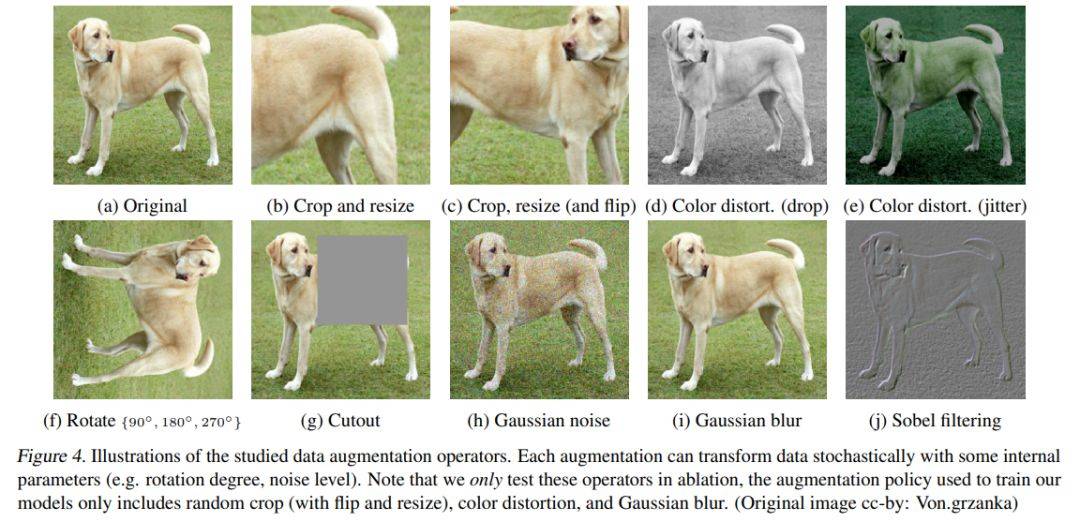 (a) Original
(b) Crop and resize
(c) Crop, resize (and flip)
(d) Color distort. (drop)
(e) Color distort. (jitter)
(f) Rotate {90°, 180°, 270°}
(g) Cutout
(h) Gaussian noise
(i) Gaussian blur
(j) Sobel filtering
Figure 4. Illustrations of the studied data augmentation operators. Each augmentation can transform data stochastically with some internal
parameters (e.g. rotation degree, noise level). Note that we only test these operators in ablation, the augmentation policy used to train our
models only includes random crop (with flip and resize), color distortion, and Gaussian blur. (Original image cc-by: Von.grzanka)